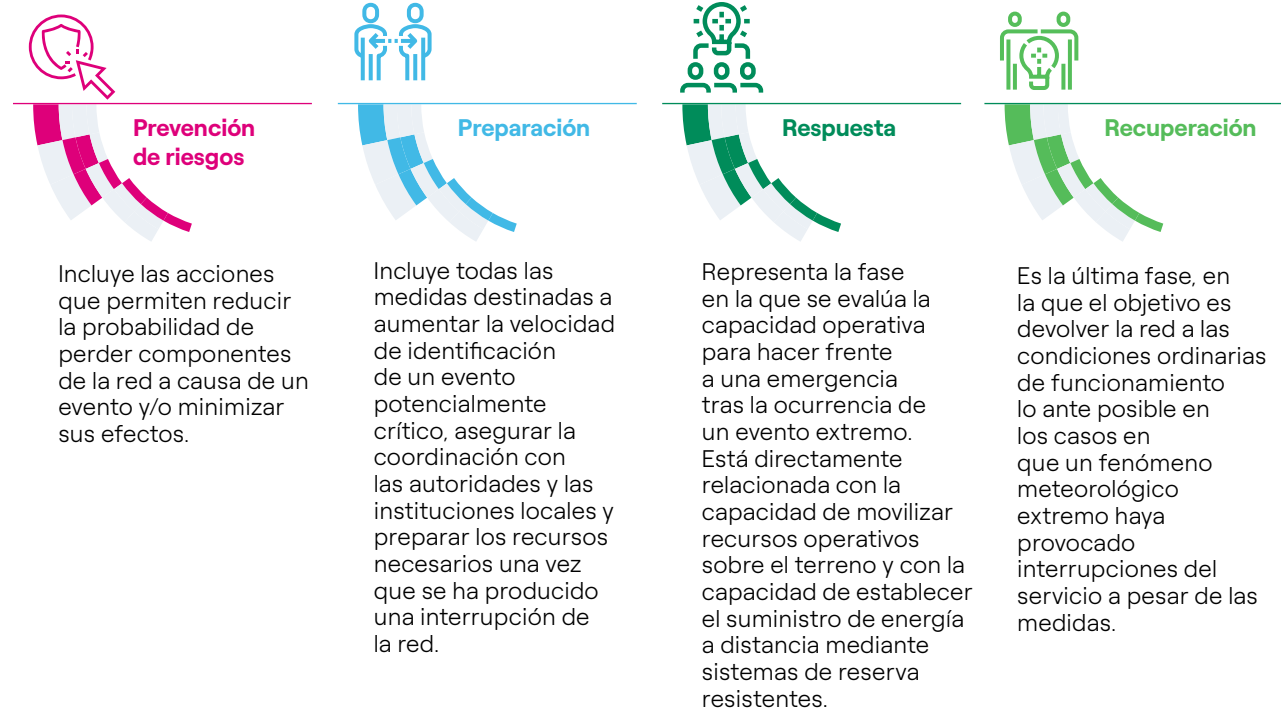 Prevención
de riesgos
Incluye las acciones
que permiten reducir
la probabilidad de
perder componentes
de la red a causa de un
evento y/o minimizar
sus efectos.
Preparación
Incluye todas las
medidas destinadas a
aumentar la velocidad
de identificación
de un evento
potencialmente
crítico, asegurar la
coordinación con
las autoridades y las
instituciones locales y
preparar los recursos
necesarios una vez
que se ha producido
una interrupción de
la red.
Respuesta
Representa la fase
en la que se evalúa la
capacidad operativa
para hacer frente
a una emergencia
tras la ocurrencia de
un evento extremo.
Está directamente
relacionada con la
capacidad de movilizar
recursos operativos
sobre el terreno y con la
capacidad de establecer
el suministro de energía
a distancia mediante
sistemas de reserva
resistentes.
Recuperación
Es la última fase, en
la que el objetivo es
devolver la red a las
condiciones ordinarias
de funcionamiento
lo ante posible en
los casos en
que un fenómeno
meteorológico
extremo haya
provocado
interrupciones del
servicio a pesar de las
medidas.